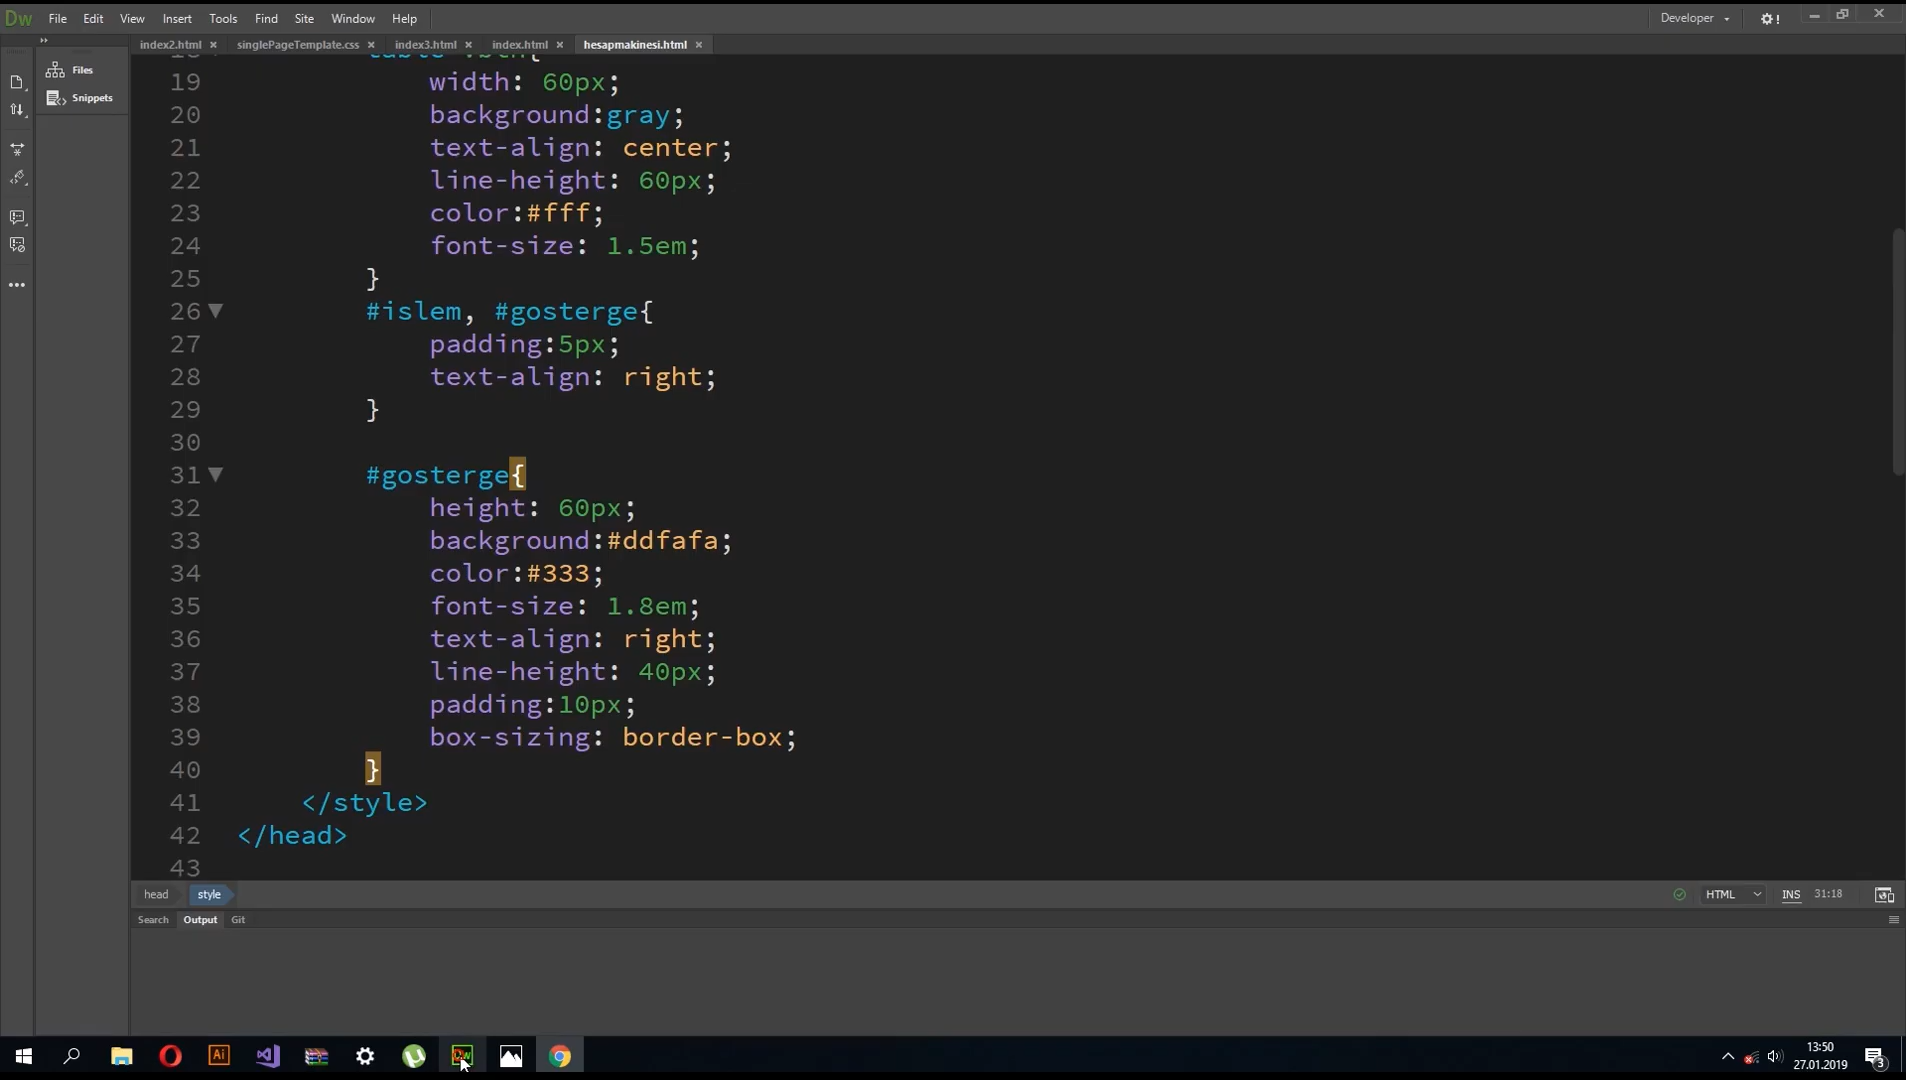 Dw File Edit View Insert Tools Find Site Window Help Developer
index2.html singlePageTemplate.css index3.html index.html hesapmakinesi.html
Files
Snippets
19 width: 60px;
20 background:gray;
21 text-align: center;
22 line-height: 60px;
23 color:#fff;
24 font-size: 1.5em;
25 }
26 #islem, #gosterge{
27 padding:5px;
28 text-align: right;
29 }
30
31 #gosterge{
32 height: 60px;
33 background:#ddfafa;
34 color:#333;
35 font-size: 1.8em;
36 text-align: right;
37 line-height: 40px;
38 padding:10px;
39 box-sizing: border-box;
40 }
41 </style>
42 </head>
43
head style HTML INS 31:18
Search Output Git
Ai Dw 13:50
27.01.2019 3